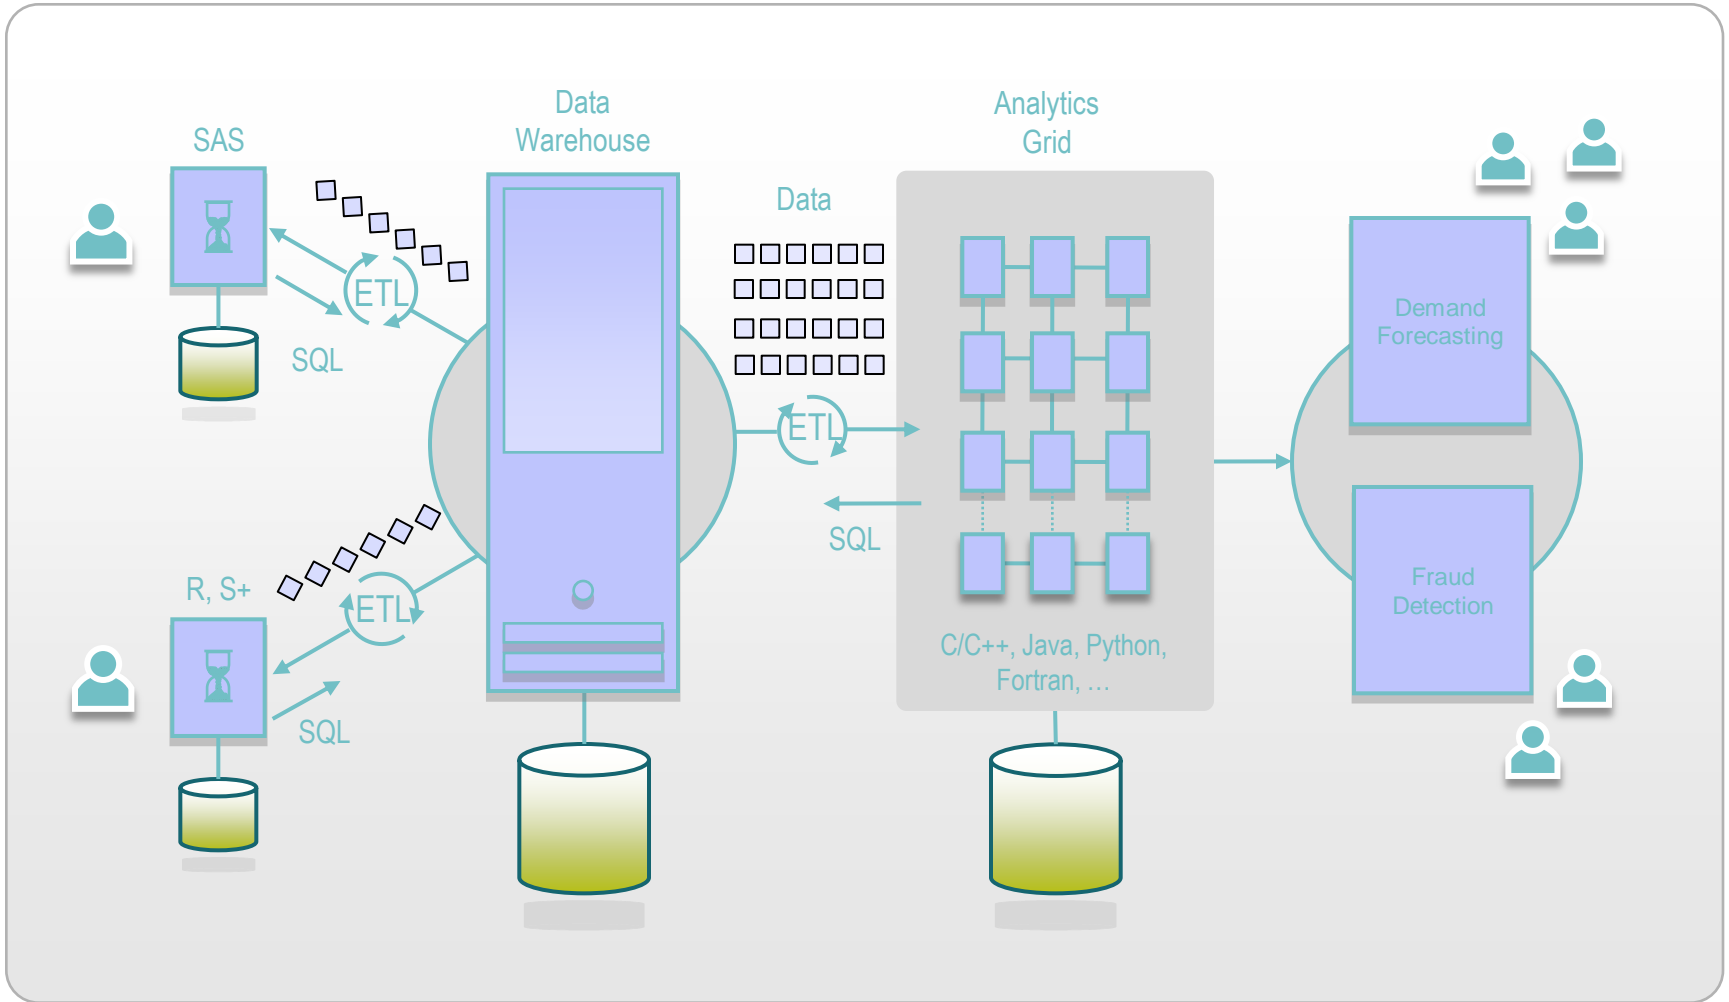 SAS
ETL
SQL
R, S+
ETL
SQL
Data
Warehouse
Data
ETL
SQL
Analytics
Grid
C/C++, Java, Python,
Fortran, ...
Demand
Forecasting
Fraud
Detection